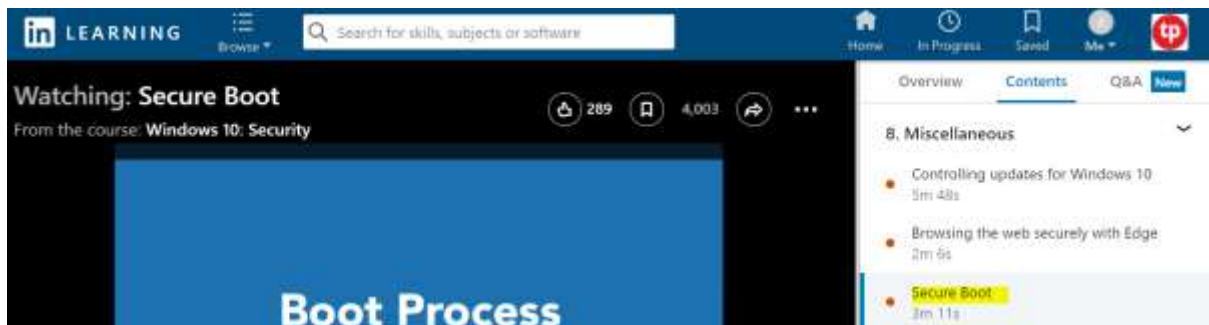 in LEARNING
Browse
Search for skills, subjects or software
Home
In Progress
Saved
Me
tp
Watching: Secure Boot
From the course: Windows 10: Security
289
4,003
Boot Process
Overview
Contents
Q&A New
8. Miscellaneous
Controlling updates for Windows 10
5m 48s
Browsing the web securely with Edge
2m 6s
Secure Boot
3m 11s